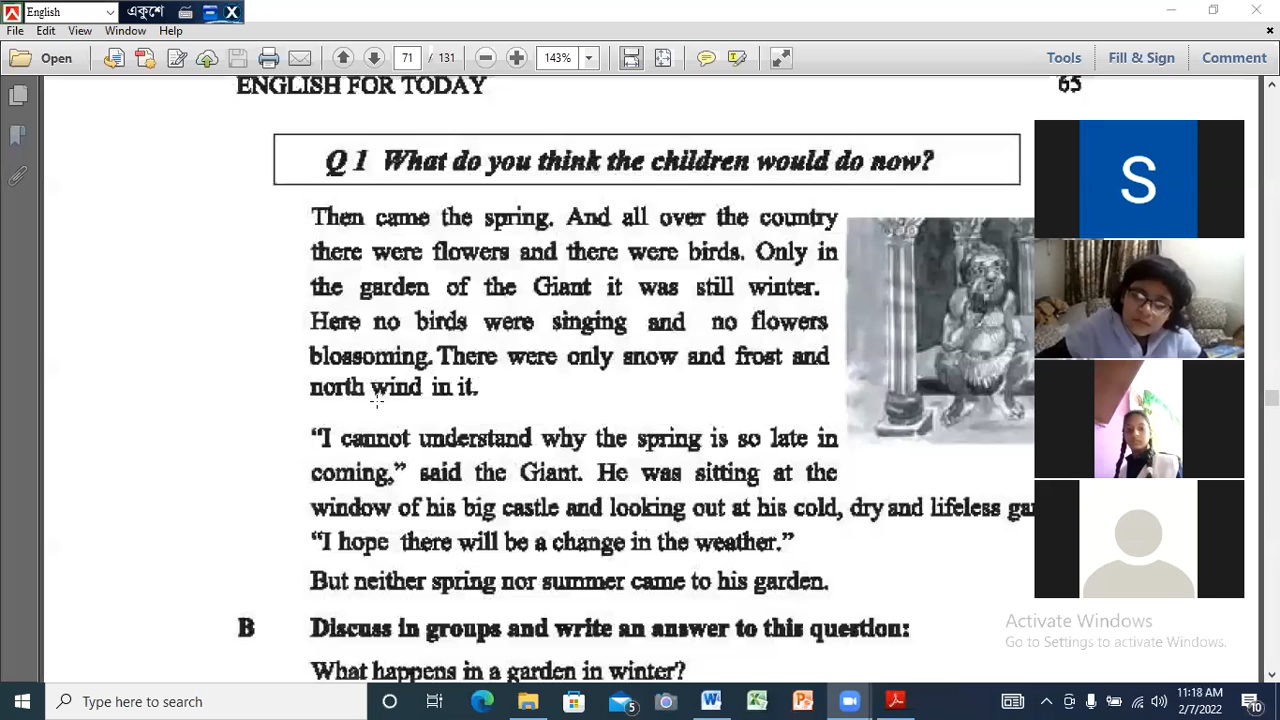 English
একুশে
File Edit View Window Help
Open
71 / 131
143%
Tools Fill & Sign Comment
ENGLISH FOR TODAY 65
Q 1 What do you think the children would do now?
Then came the spring. And all over the country
there were flowers and there were birds. Only in
the garden of the Giant it was still winter.
Here no birds were singing and no flowers
blossoming. There were only snow and frost and
north wind in it.
“I cannot understand why the spring is so late in
coming,” said the Giant. He was sitting at the
window of his big castle and looking out at his cold, dry and lifeless gar
“I hope there will be a change in the weather.”
But neither spring nor summer came to his garden.
B Discuss in groups and write an answer to this question:
What happens in a garden in winter?
S
Activate Windows
Go to Settings to activate Windows.
Type here to search
5
11:18 AM
2/7/2022
10